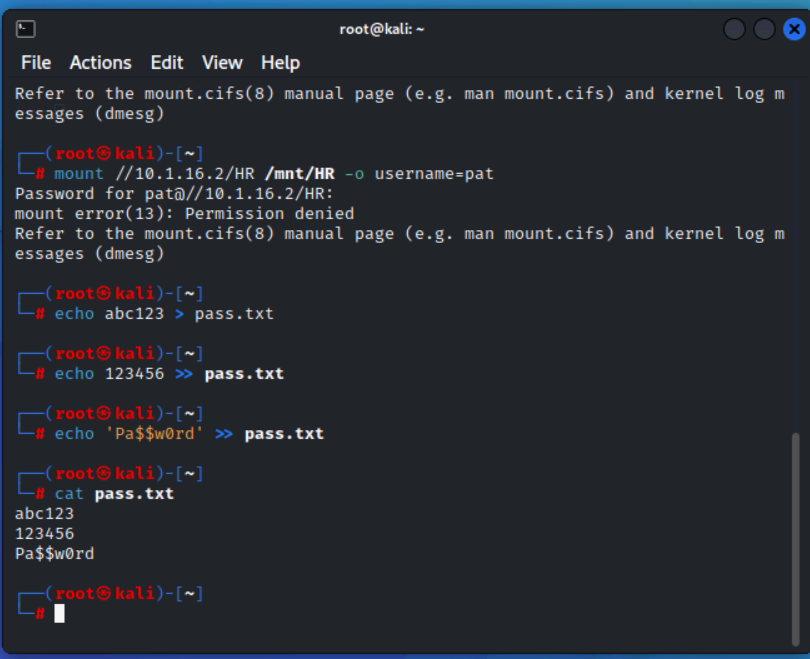 root@kali: ~
File Actions Edit View Help
Refer to the mount.cifs(8) manual page (e.g. man mount.cifs) and kernel log m
essages (dmesg)
┌──(root㉿kali)-[~]
└─# mount //10.1.16.2/HR /mnt/HR -o username=pat
Password for pat@//10.1.16.2/HR:
mount error(13): Permission denied
Refer to the mount.cifs(8) manual page (e.g. man mount.cifs) and kernel log m
essages (dmesg)
┌──(root㉿kali)-[~]
└─# echo abc123 > pass.txt
┌──(root㉿kali)-[~]
└─# echo 123456 >> pass.txt
┌──(root㉿kali)-[~]
└─# echo 'Pa$$w0rd' >> pass.txt
┌──(root㉿kali)-[~]
└─# cat pass.txt
abc123
123456
Pa$$w0rd
┌──(root㉿kali)-[~]
└─#